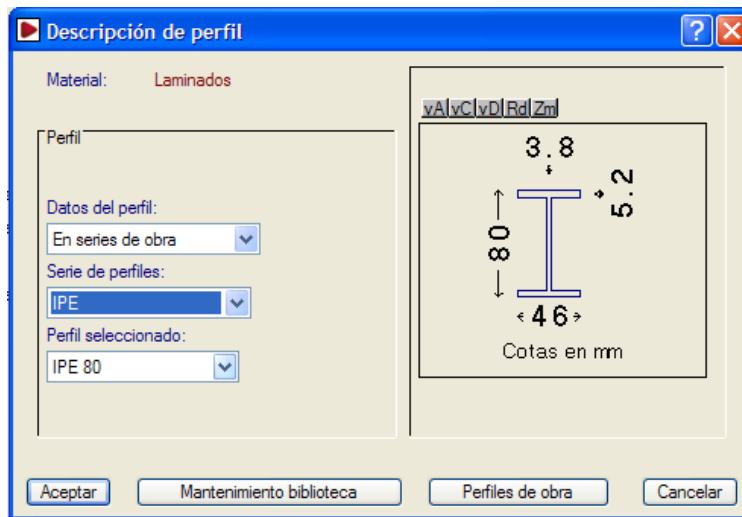 Descripción de perfil
Material: Laminados
Perfil
Datos del perfil:
En series de obra
Serie de perfiles:
IPE
Perfil seleccionado:
IPE 80
vA vC vD Rd Zm
3.8
5.2
80
46
Cotas en mm
Aceptar
Mantenimiento biblioteca
Perfiles de obra
Cancelar